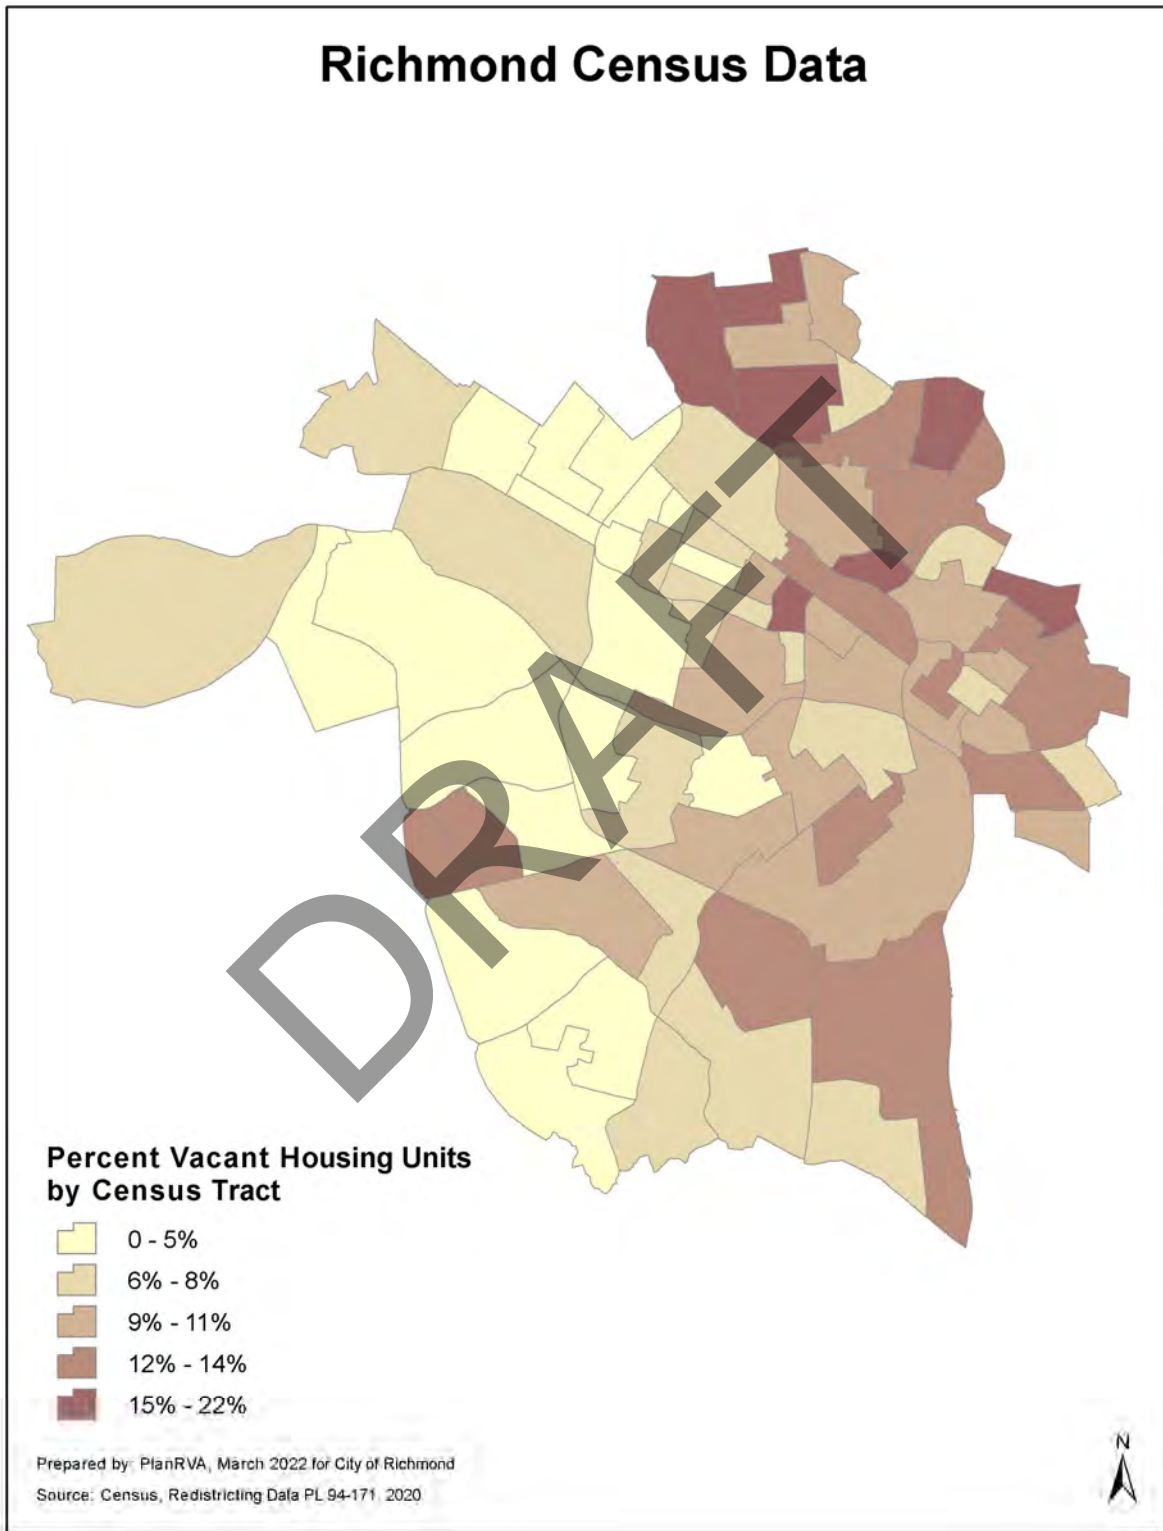 Richmond Census Data
DRAFT
Percent Vacant Housing Units
by Census Tract
0 - 5%
6% - 8%
9% - 11%
12% - 14%
15% - 22%
Prepared by: PlanRVA, March 2022 for City of Richmond
Source: Census, Redistricting Data PL 94-171, 2020
N